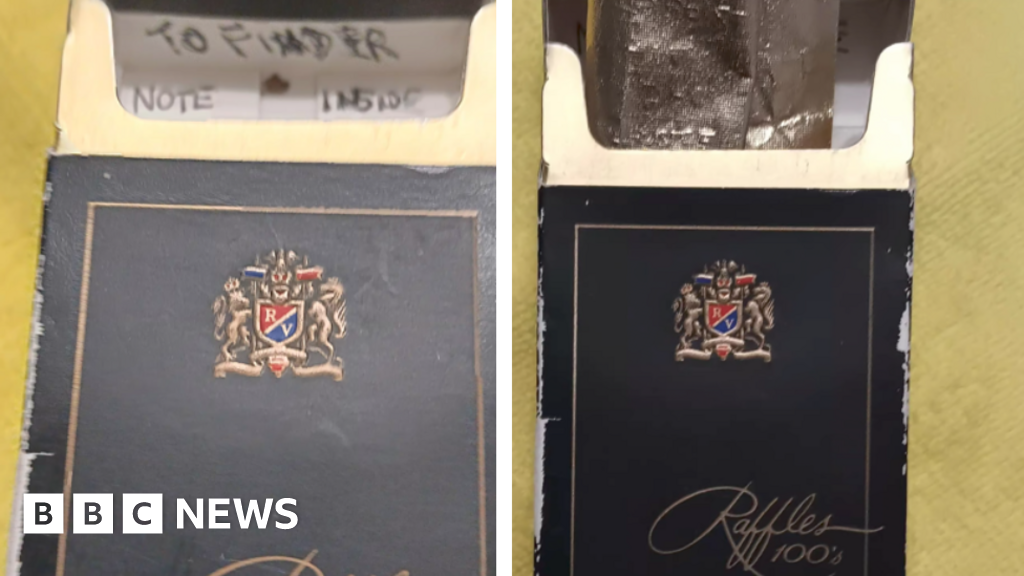 TO FINDER
NOTE INSIDE
R
V
R
V
Raffles
100's
BBC NEWS